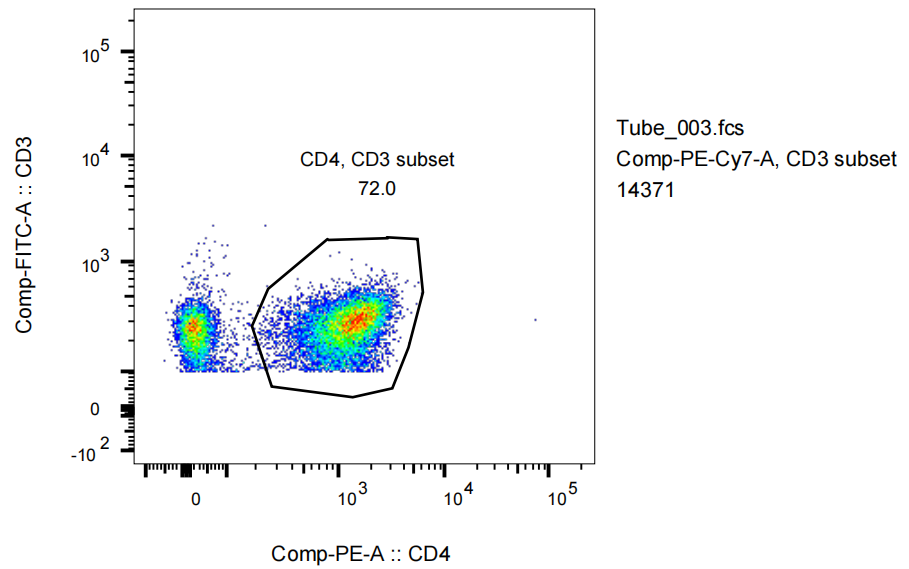 10 5
10 4
10 3
0
-10 2
Comp-FITC-A :: CD3
CD4, CD3 subset
72.0
Tube_003.fcs
Comp-PE-Cy7-A, CD3 subset
14371
0 10 3 10 4 10 5
Comp-PE-A :: CD4